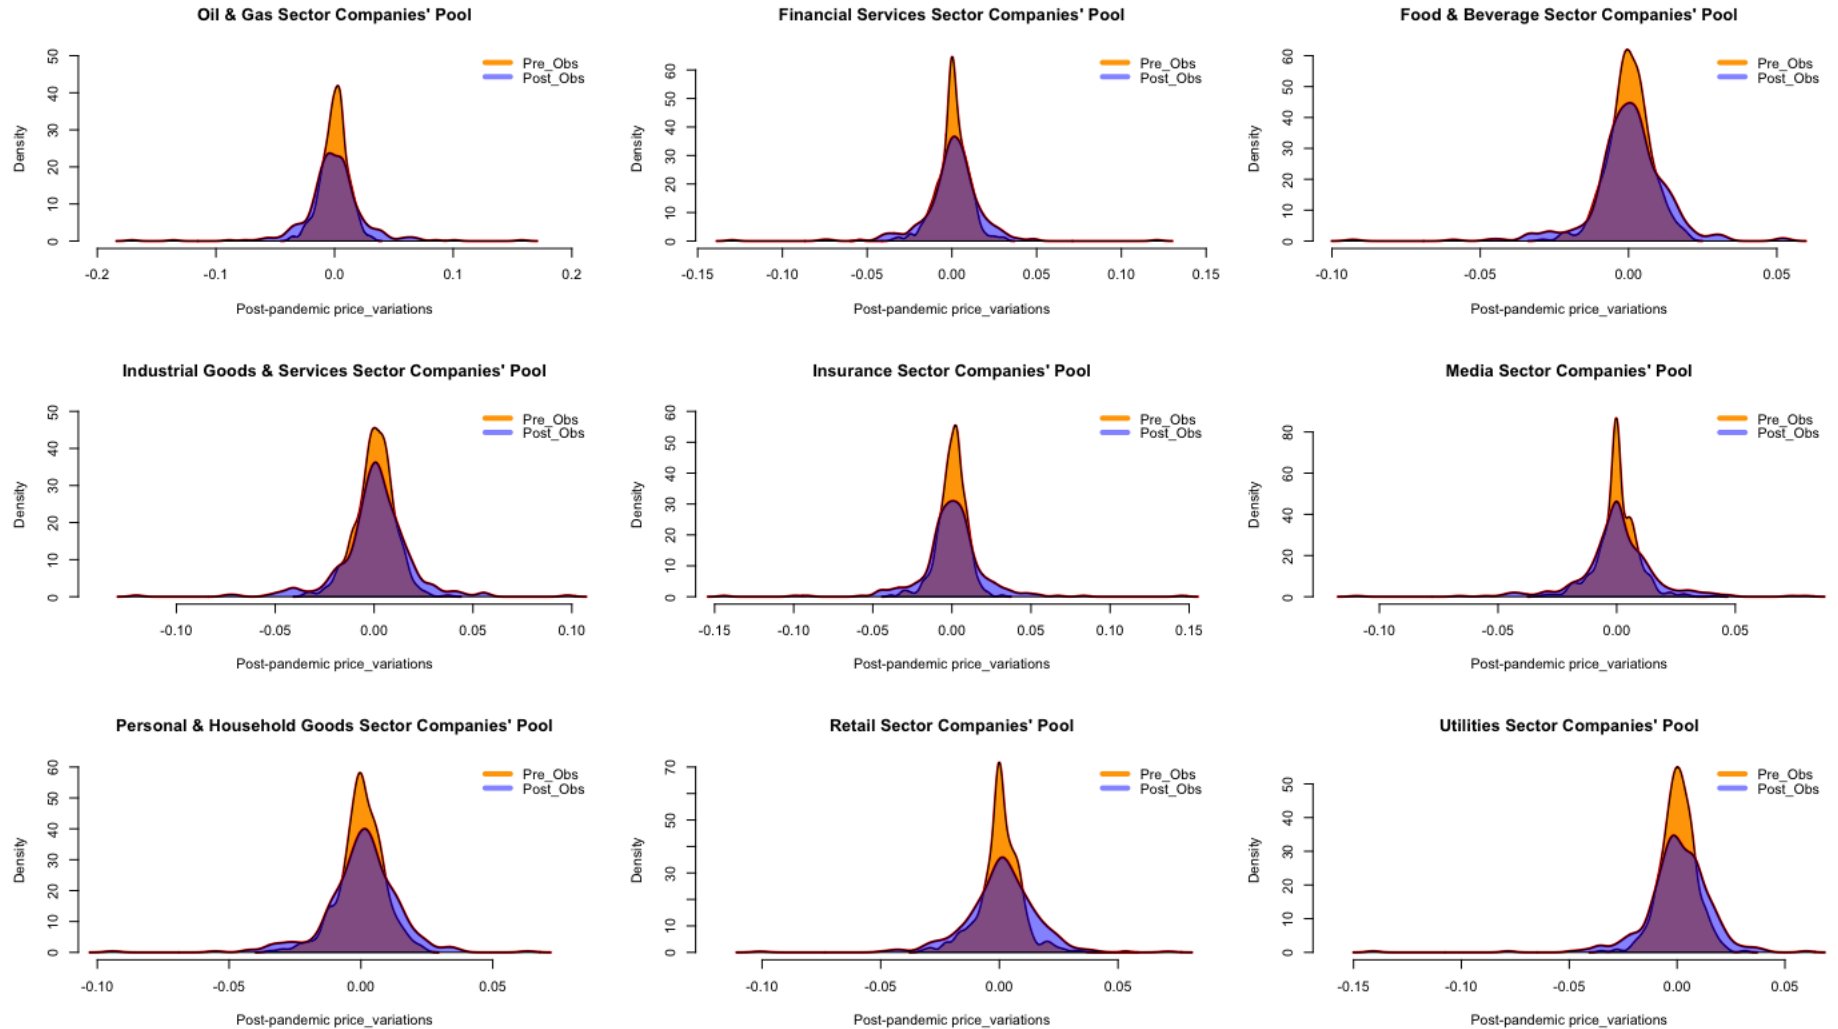 Oil & Gas Sector Companies' Pool
Density
50
40
30
20
10
0
Pre_Obs
Post_Obs
-0.2
-0.1
0.0
0.1
0.2
Post-pandemic price_variations
Financial Services Sector Companies' Pool
Density
60
50
40
30
20
10
0
Pre_Obs
Post_Obs
-0.15
-0.10
-0.05
0.00
0.05
0.10
0.15
Post-pandemic price_variations
Food & Beverage Sector Companies' Pool
Density
60
50
40
30
20
10
0
Pre_Obs
Post_Obs
-0.10
-0.05
0.00
0.05
Post-pandemic price_variations
Industrial Goods & Services Sector Companies' Pool
Density
50
40
30
20
10
0
Pre_Obs
Post_Obs
-0.10
-0.05
0.00
0.05
0.10
Post-pandemic price_variations
Insurance Sector Companies' Pool
Density
60
50
40
30
20
10
0
Pre_Obs
Post_Obs
-0.15
-0.10
-0.05
0.00
0.05
0.10
0.15
Post-pandemic price_variations
Media Sector Companies' Pool
Density
80
60
40
20
0
Pre_Obs
Post_Obs
-0.10
-0.05
0.00
0.05
Post-pandemic price_variations
Personal & Household Goods Sector Companies' Pool
Density
60
50
40
30
20
10
0
Pre_Obs
Post_Obs
-0.10
-0.05
0.00
0.05
Post-pandemic price_variations
Retail Sector Companies' Pool
Density
70
50
30
10
0
Pre_Obs
Post_Obs
-0.10
-0.05
0.00
0.05
Post-pandemic price_variations
Utilities Sector Companies' Pool
Density
50
40
30
20
10
0
Pre_Obs
Post_Obs
-0.15
-0.10
-0.05
0.00
0.05
Post-pandemic price_variations